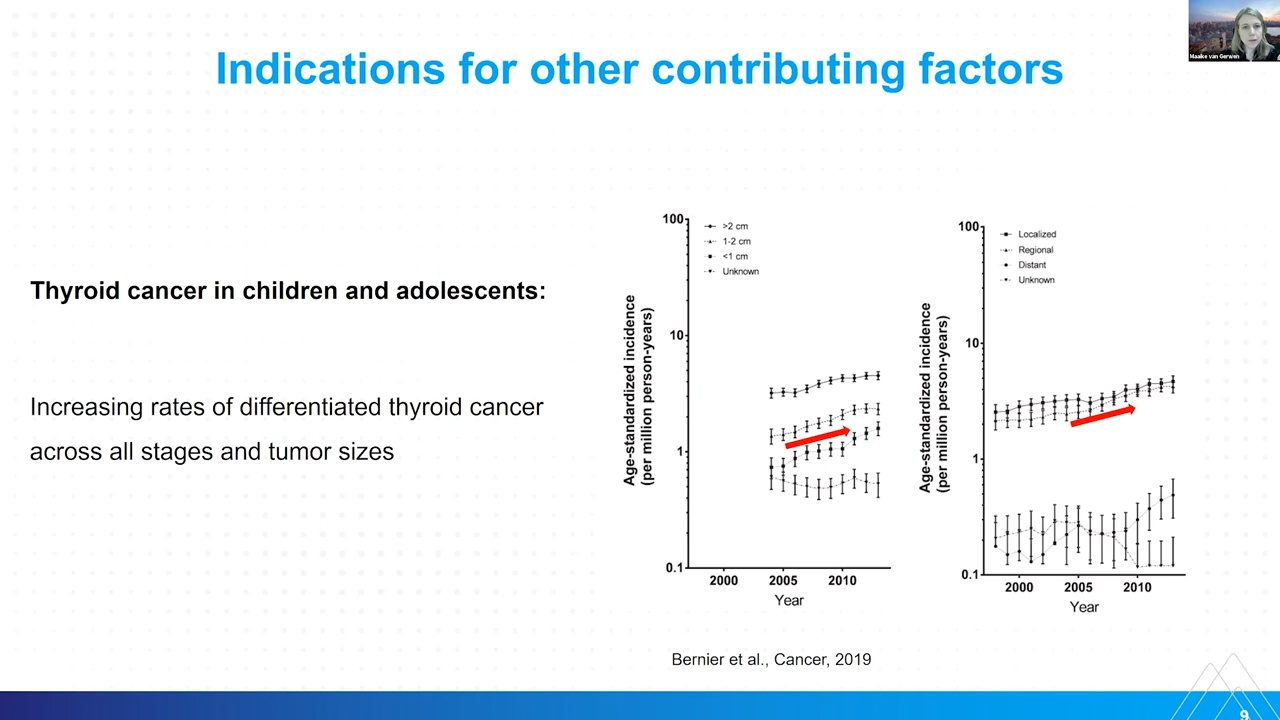 Maaike van Gerwen
Indications for other contributing factors
Thyroid cancer in children and adolescents:
Increasing rates of differentiated thyroid cancer
across all stages and tumor sizes
Age-standardized incidence
(per million person-years)
100
10
1
0.1
>2 cm
1-2 cm
<1 cm
Unknown
2000 2005 2010
Year
Age-standardized incidence
(per million person-years)
100
10
1
0.1
Localized
Regional
Distant
Unknown
2000 2005 2010
Year
Bernier et al., Cancer, 2019
9